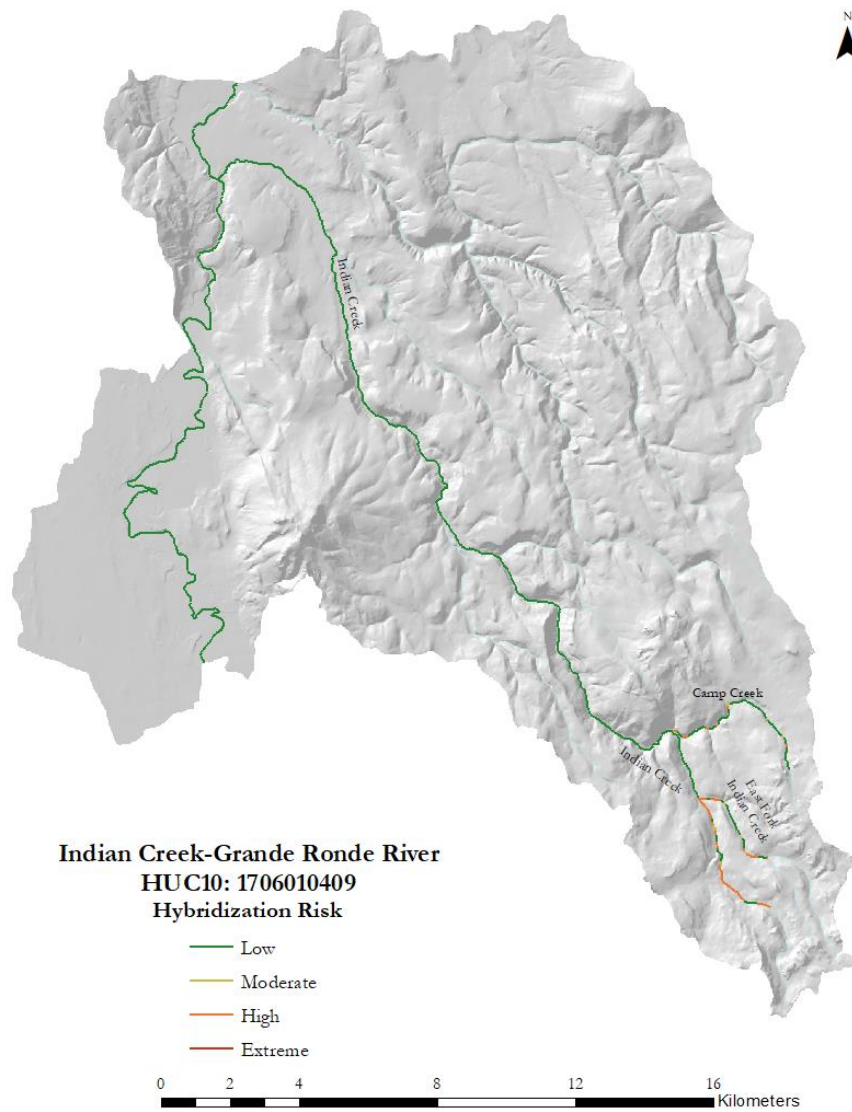 N
Indian Creek
Camp Creek
Indian Creek
East Fork
Indian Creek
Indian Creek-Grande Ronde River
HUC10: 1706010409
Hybridization Risk
Low
Moderate
High
Extreme
0 2 4 8 12 16
Kilometers